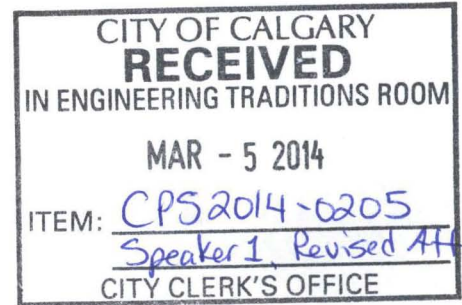 CITY OF CALGARY
RECEIVED
IN ENGINEERING TRADITIONS ROOM
MAR - 5 2014
ITEM: CPS2014-0205
Speaker 1, Revised Att
CITY CLERK'S OFFICE